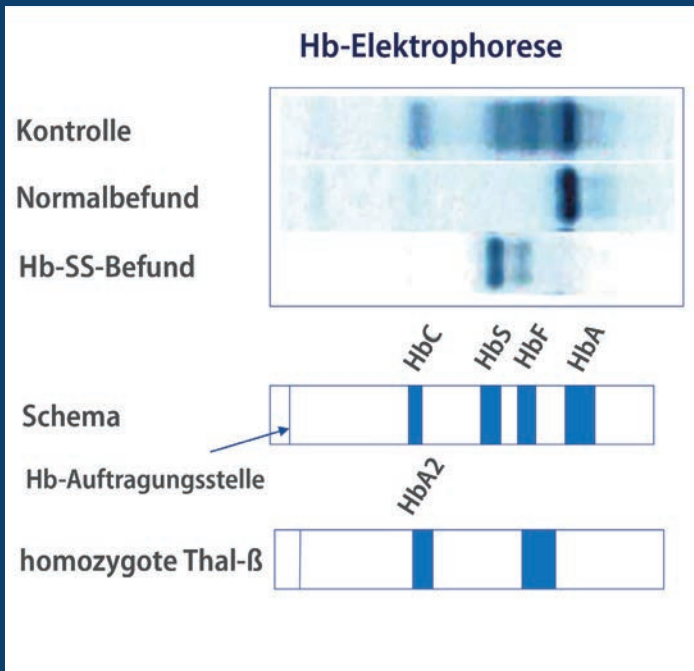 Hb-Elektrophorese
Kontrolle
Normalbefund
Hb-SS-Befund
HbC
HbS
HbF
HbA
Schema
Hb-Auftragungsstelle
HbA2
homozygote Thal-ß